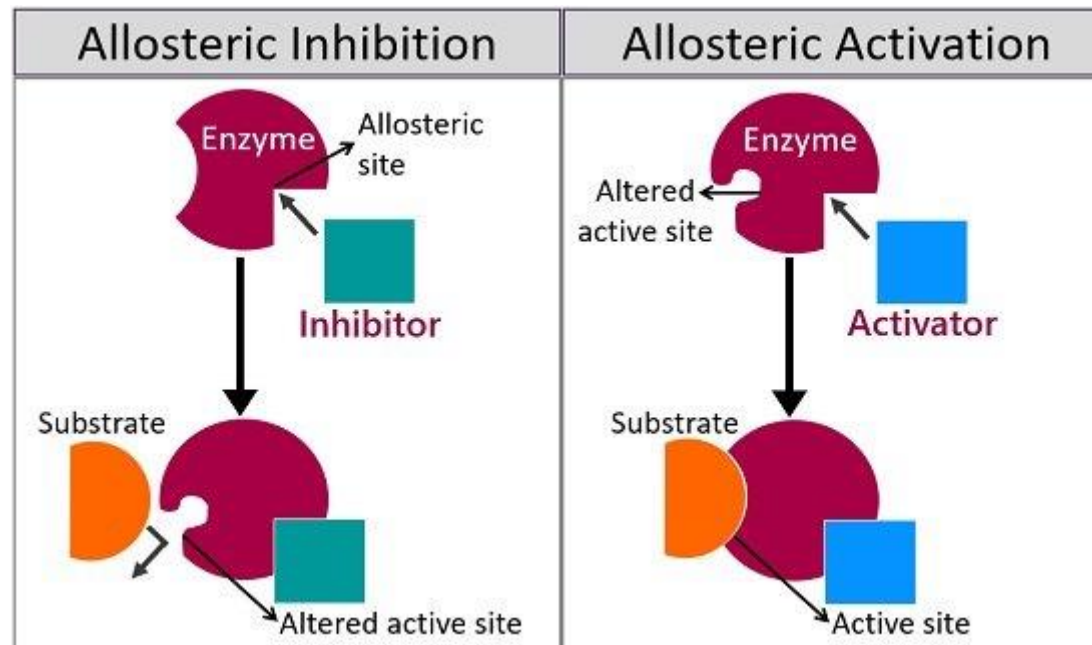 Allosteric Inhibition
Enzyme
Allosteric
site
Inhibitor
Substrate
Altered active site
Allosteric Activation
Enzyme
Altered
active site
Activator
Substrate
Active site